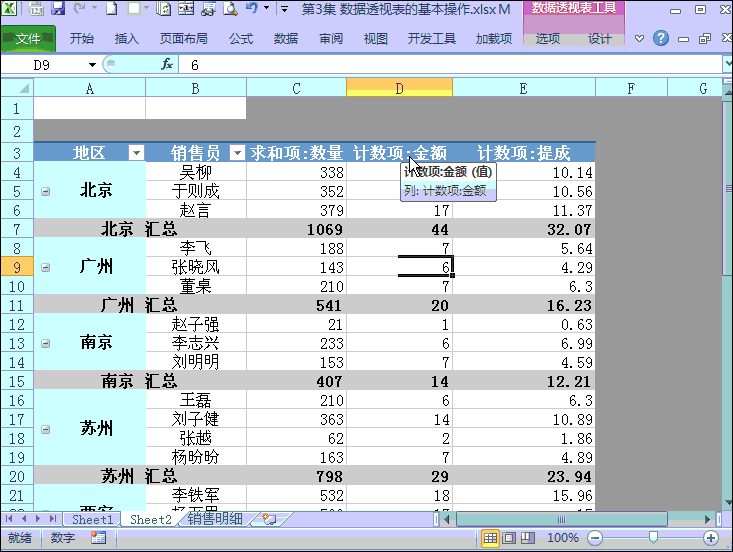 第3集 数据透视表的基本操作.xlsx M
数据透视表工具
文件 开始 插入 页面布局 公式 数据 审阅 视图 开发工具 加载项 选项 设计
D9 fx 6
A B C D E F G
1
2
3 地区 销售员 求和项:数量 计数项:金额 计数项:提成
4 吴柳 338 10.14
计数项:金额 (值)
5 北京 于则成 352 10.56
列: 计数项:金额
6 赵言 379 17 11.37
7 北京 汇总 1069 44 32.07
8 李飞 188 7 5.64
9 广州 张晓风 143 6 4.29
10 董桌 210 7 6.3
11 广州 汇总 541 20 16.23
12 赵子强 21 1 0.63
13 南京 李志兴 233 6 6.99
14 刘明明 153 7 4.59
15 南京 汇总 407 14 12.21
16 王磊 210 6 6.3
17 刘子健 363 14 10.89
苏州
18 张越 62 2 1.86
19 杨昐昐 163 7 4.89
20 苏州 汇总 798 29 23.94
21 李铁军 532 18 15.96
22
Sheet1 Sheet2 销售明细
就绪 数字 100%